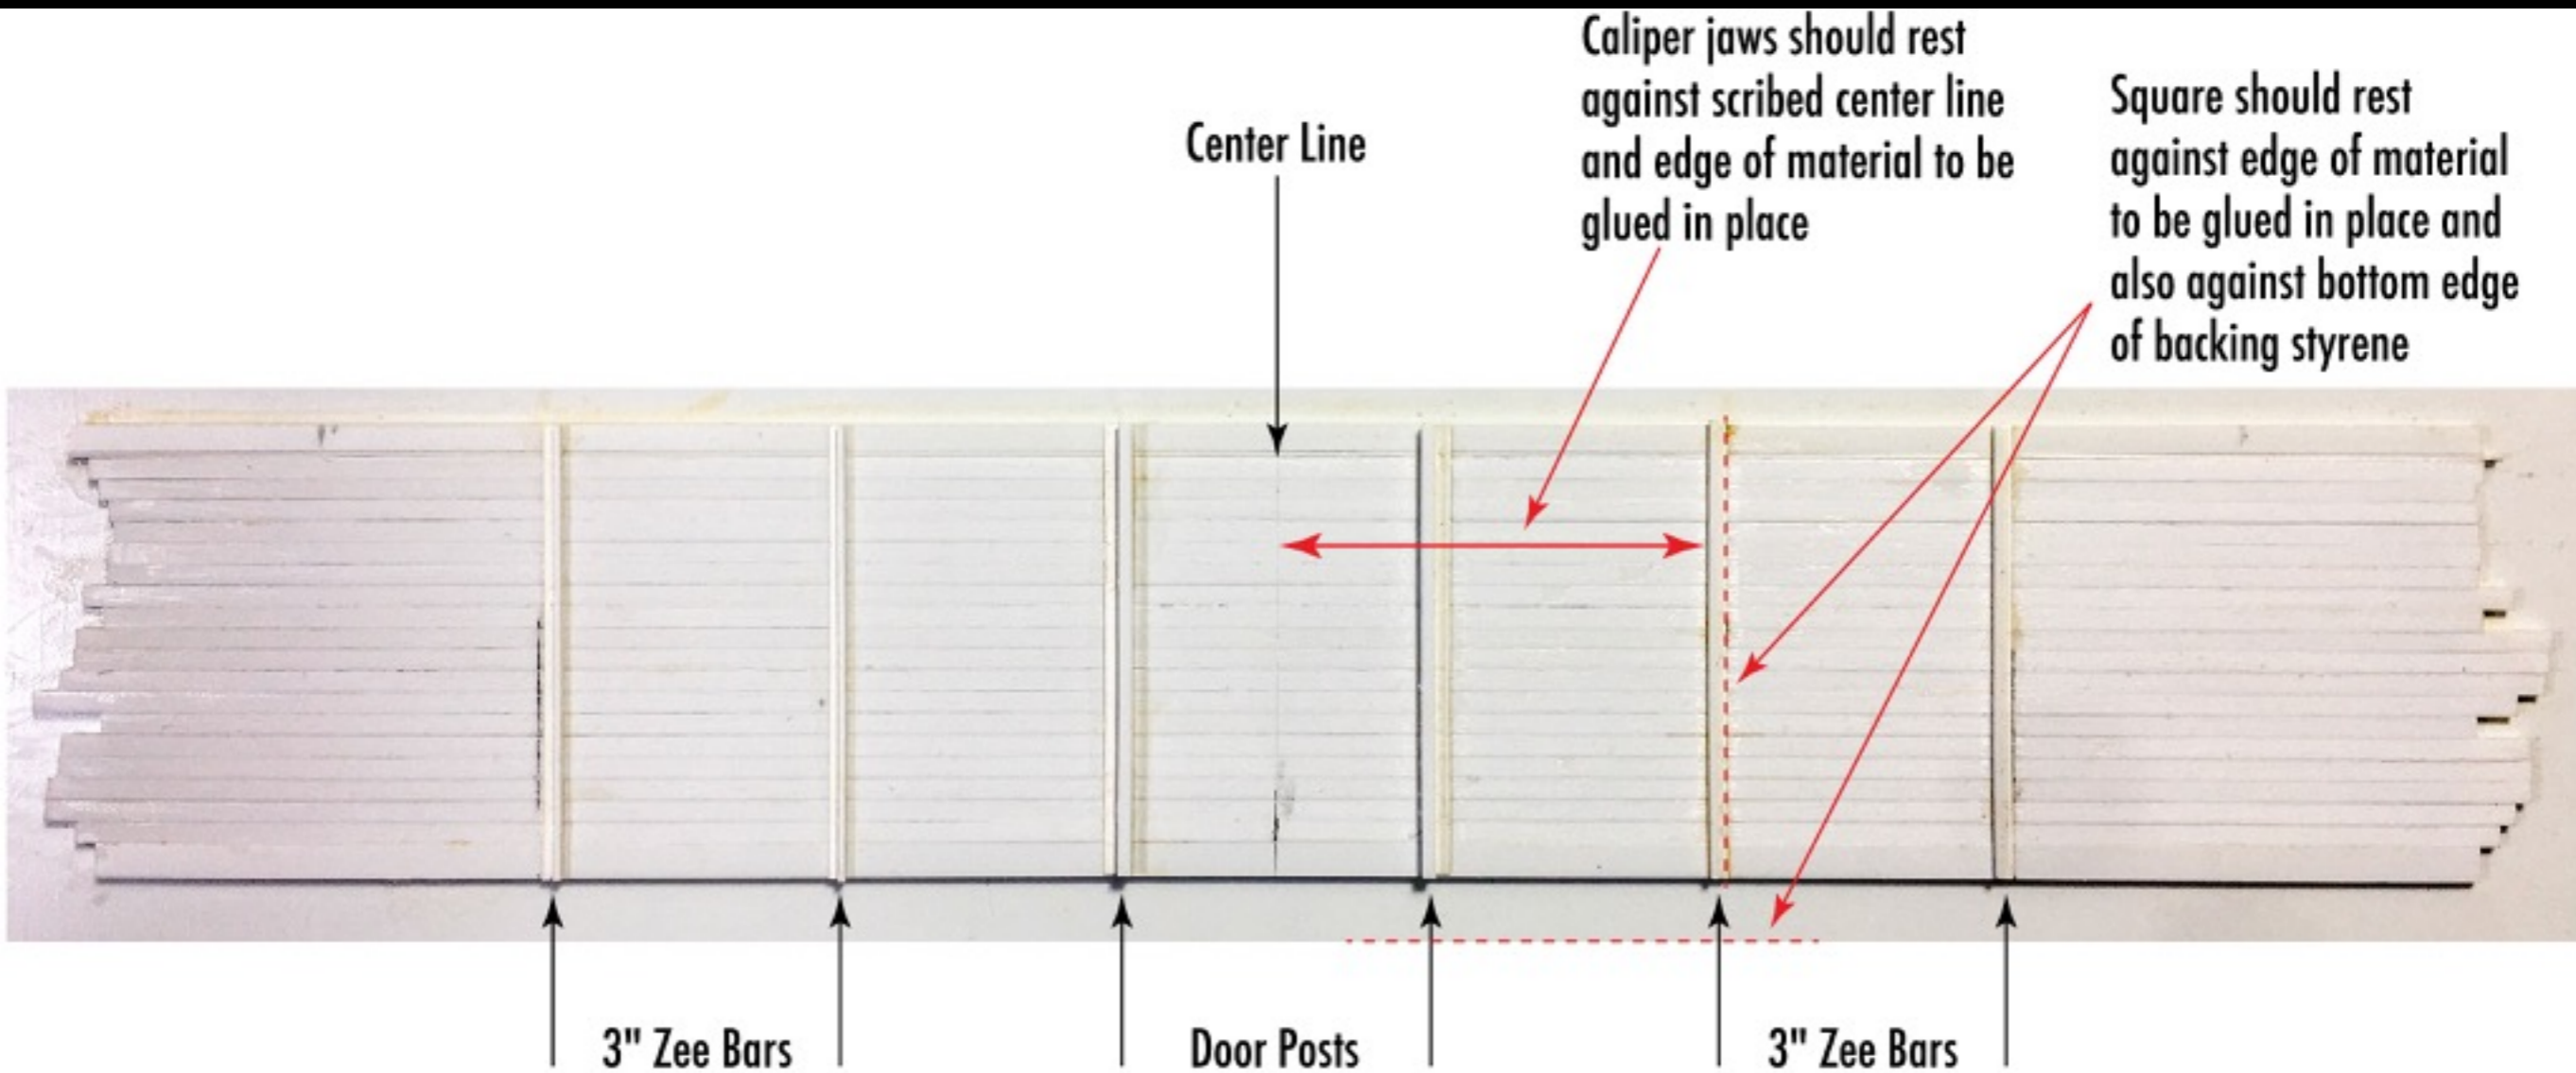 Caliper jaws should rest
against scribed center line
and edge of material to be
glued in place
Square should rest
against edge of material
to be glued in place and
also against bottom edge
of backing styrene
Center Line
3" Zee Bars
Door Posts
3" Zee Bars